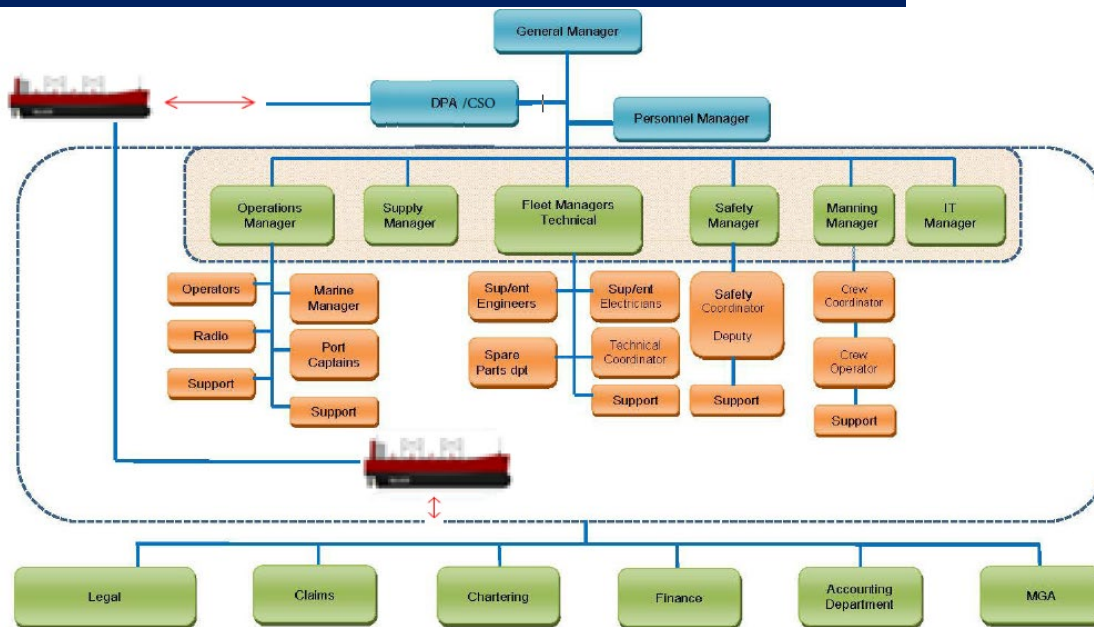 General Manager
DPA /CSO
Personnel Manager
Operations
Manager
Supply
Manager
Fleet Managers
Technical
Safety
Manager
Manning
Manager
IT
Manager
Operators
Marine
Manager
Radio
Port
Captains
Support
Support
Sup/ent
Engineers
Sup/ent
Electricians
Spare
Parts dpt
Technical
Coordinator
Support
Safety
Coordinator
Deputy
Support
Crew
Coordinator
Crew
Operator
Support
Legal
Claims
Chartering
Finance
Accounting
Department
MGA